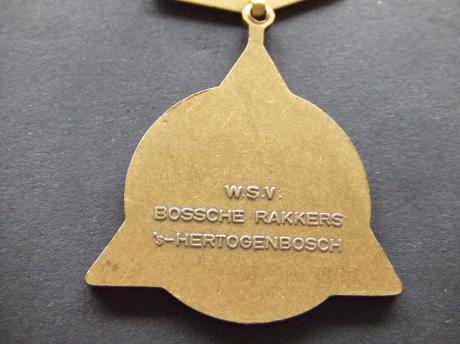 W.S.V.
BOSSCHE RAKKERS
's-HERTOGENBOSCH